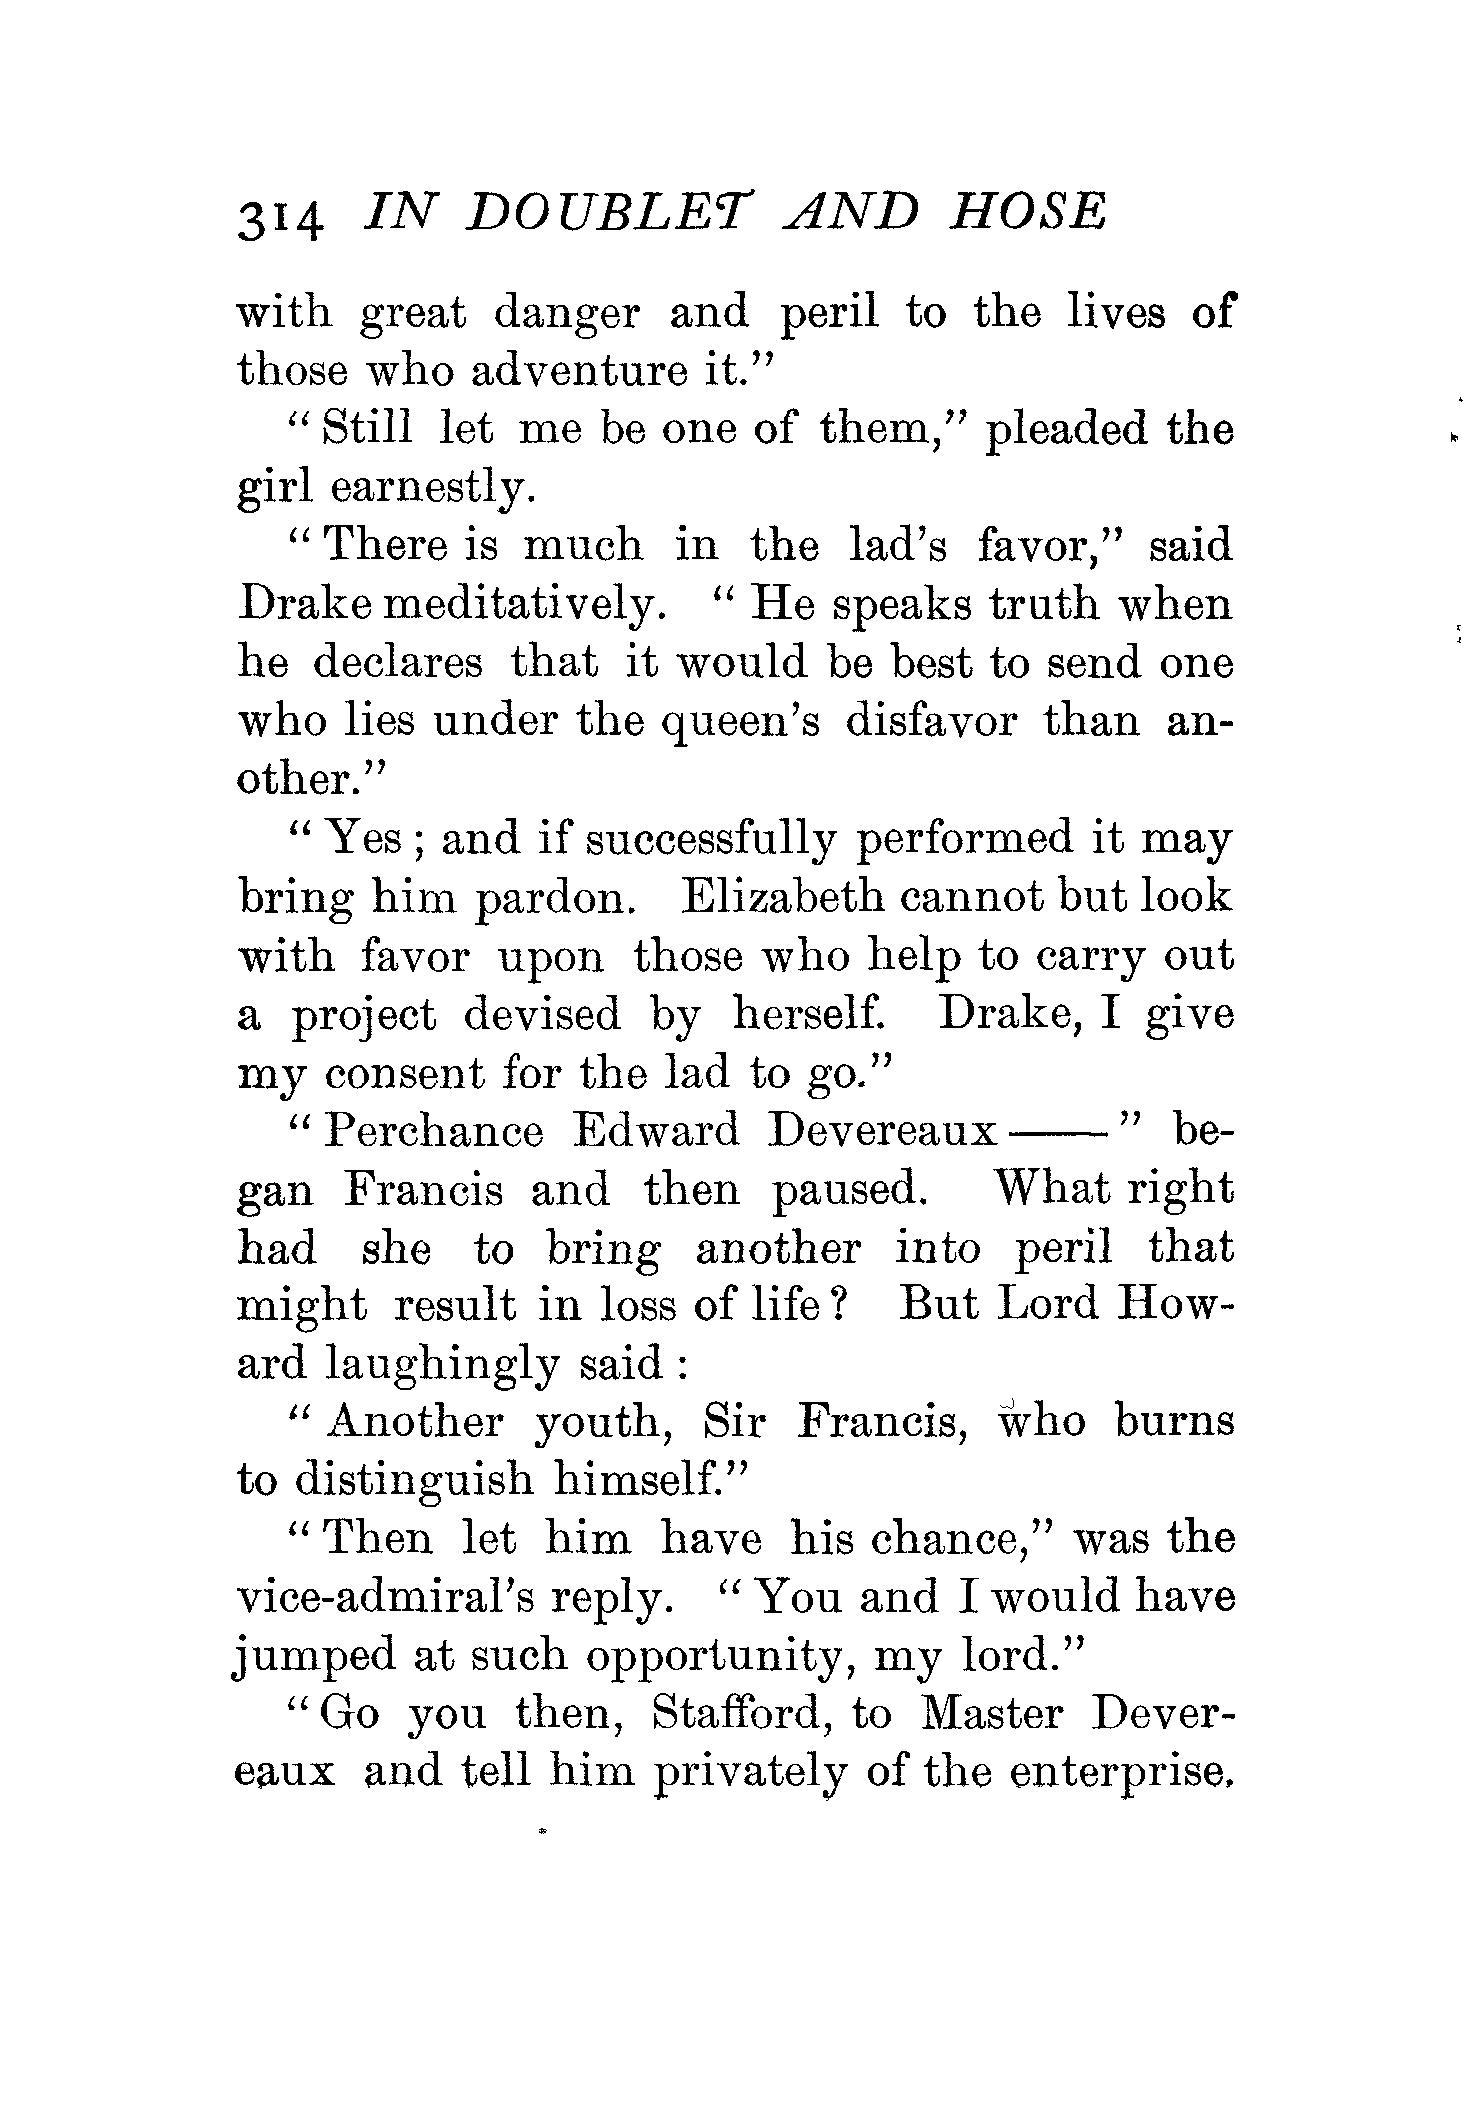 314 IN DOUBLET AND HOSE
with great danger and peril to the lives of
those who adventure it."
"Still let me be one of them," pleaded the
girl earnestly.
"There is much in the lad's favor," said
Drake meditatively. "He speaks truth when
he declares that it would be best to send one
who lies under the queen's disfavor than an-
other."
"Yes; and if successfully performed it may
bring him pardon. Elizabeth cannot but look
with favor upon those who help to carry out
a project devised by herself. Drake, I give
my consent for the lad to go."
"Perchance Edward Devereaux——" be-
gan Francis and then paused. What right
had she to bring another into peril that
might result in loss of life? But Lord How-
ard laughingly said:
"Another youth, Sir Francis, who burns
to distinguish himself."
"Then let him have his chance," was the
vice-admiral's reply. "You and I would have
jumped at such opportunity, my lord."
"Go you then, Stafford, to Master Dever-
eaux and tell him privately of the enterprise.